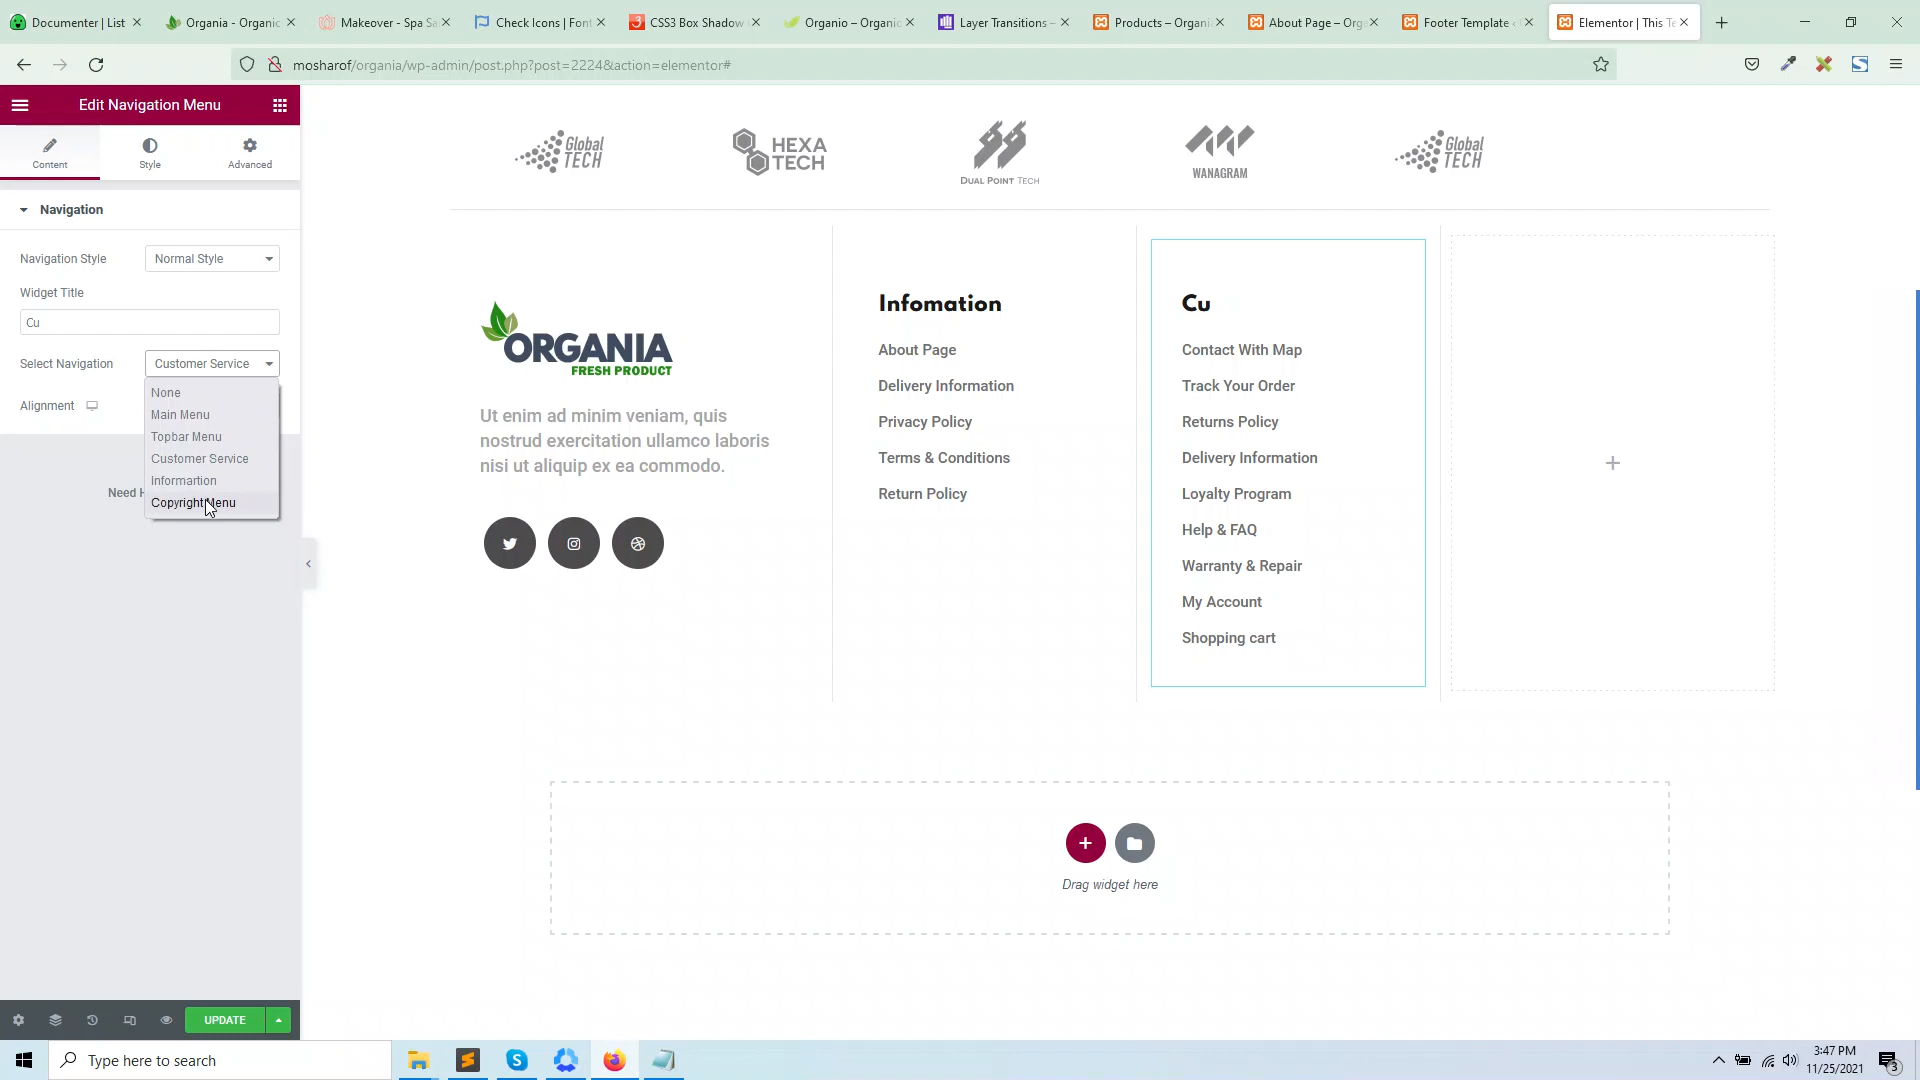 Documenter | List
Organia - Organic
Makeover - Spa Sa
Check Icons | Font
CSS3 Box Shadow
Organio – Organic
Layer Transitions –
Products – Organi
About Page – Orga
Footer Template ‹ O
Elementor | This Te
mosharof/organia/wp-admin/post.php?post=2224&action=elementor#
Edit Navigation Menu
Content
Style
Advanced
Navigation
Navigation Style
Normal Style
Widget Title
Cu
Select Navigation
Customer Service
None
Main Menu
Topbar Menu
Customer Service
Informartion
Copyright Menu
Alignment
Need H
UPDATE
Global
TECH
HEXA
TECH
DUAL POINT TECH
WANAGRAM
Global
TECH
ORGANIA
FRESH PRODUCT
Ut enim ad minim veniam, quis
nostrud exercitation ullamco laboris
nisi ut aliquip ex ea commodo.
Infomation
About Page
Delivery Information
Privacy Policy
Terms & Conditions
Return Policy
Cu
Contact With Map
Track Your Order
Returns Policy
Delivery Information
Loyalty Program
Help & FAQ
Warranty & Repair
My Account
Shopping cart
Drag widget here
Type here to search
3:47 PM
11/25/2021
3